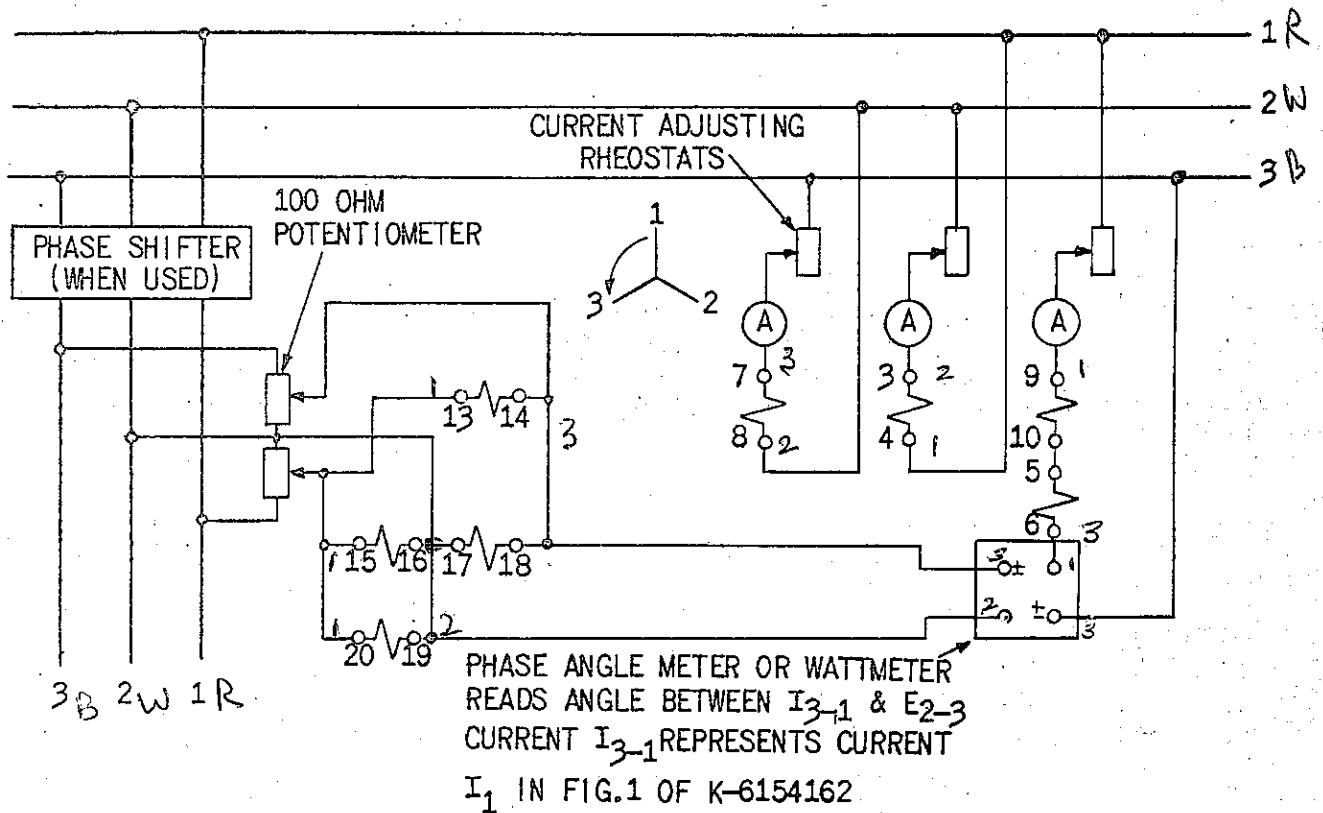 1R
2W
CURRENT ADJUSTING
RHEOSTATS
3B
100 OHM
POTENTIOMETER
PHASE SHIFTER
(WHEN USED)
1
3
2
A
A
A
7
3
3
2
9
1
8
2
4
1
10
5
6
3
1
13
14
3
1
15
16
17
18
1
20
19
2
3
±
1
2
±
3
3B
2W
1R
PHASE ANGLE METER OR WATTMETER
READS ANGLE BETWEEN I3-1 & E2-3
CURRENT I3-1 REPRESENTS CURRENT
I1 IN FIG.1 OF K-6154162